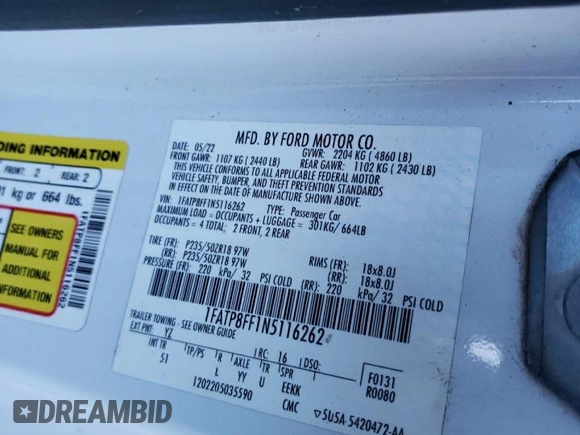 DING INFORMATION
FRONT: 2 REAR: 2
1 kg or 664 lbs.
SEE OWNERS
MANUAL FOR
ADDITIONAL
INFORMATION
1FATP8FF1N5116262
MFD. BY FORD MOTOR CO.
DATE: 05/22 GVWR: 2204 KG ( 4860 LB)
FRONT GAWR: 1107 KG ( 2440 LB) REAR GAWR: 1102 KG ( 2430 LB)
THIS VEHICLE CONFORMS TO ALL APPLICABLE FEDERAL MOTOR
VEHICLE SAFETY, BUMPER, AND THEFT PREVENTION STANDARDS
IN EFFECT ON THE DATE OF MANUFACTURE SHOWN ABOVE.
VIN: 1FATP8FF1N5116262 TYPE: Passenger Car
MAXIMUM LOAD = OCCUPANTS + LUGGAGE = 301KG/ 664LB
OCCUPANTS = 4 TOTAL; 2 FRONT, 2 REAR
TIRE (FR): P235/50ZR18 97W RIMS (FR): 18x8.0J
(RR): P235/50ZR18 97W (RR): 18x8.0J
PRESSURE (FR): 220 kPa/ 32 PSI COLD (RR): 220 kPa/ 32 PSI COLD
1FATP8FF1N5116262
TRAILER TOWING - SEE OWNER GUIDE
EXT PNT: YZ RC: 16 DSO: F0131
INT TR TP/PS R AXLE TR SPR R0080
51 L YY U EEKK
1202205035590 CMC 5U5A-5420472-AA
DREAMBID